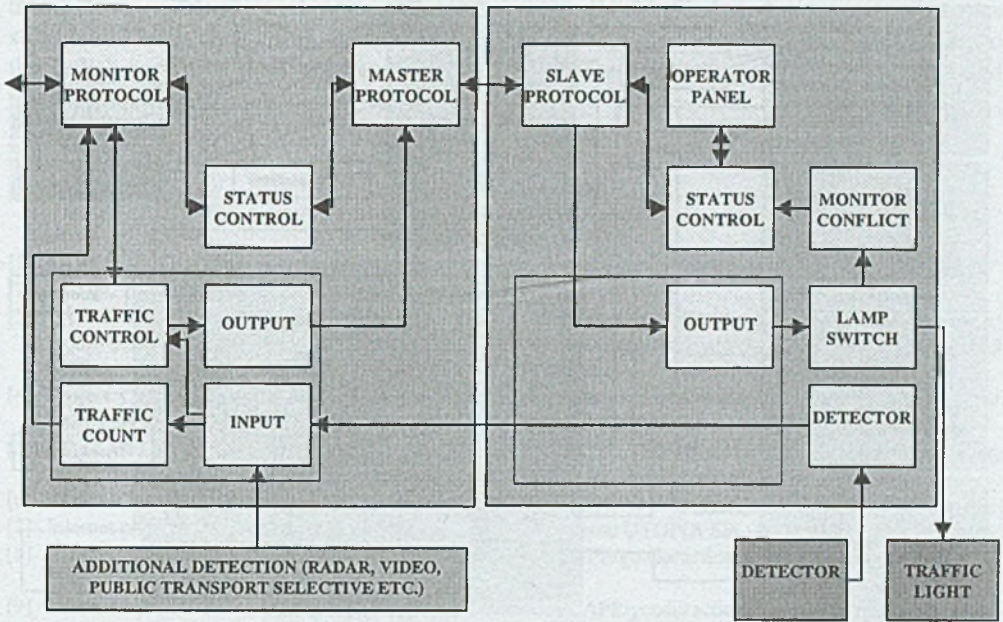 MONITOR
PROTOCOL
MASTER
PROTOCOL
SLAVE
PROTOCOL
OPERATOR
PANEL
STATUS
CONTROL
STATUS
CONTROL
MONITOR
CONFLICT
TRAFFIC
CONTROL
OUTPUT
OUTPUT
LAMP
SWITCH
TRAFFIC
COUNT
INPUT
DETECTOR
ADDITIONAL DETECTION (RADAR, VIDEO,
PUBLIC TRANSPORT SELECTIVE ETC.)
DETECTOR
TRAFFIC
LIGHT